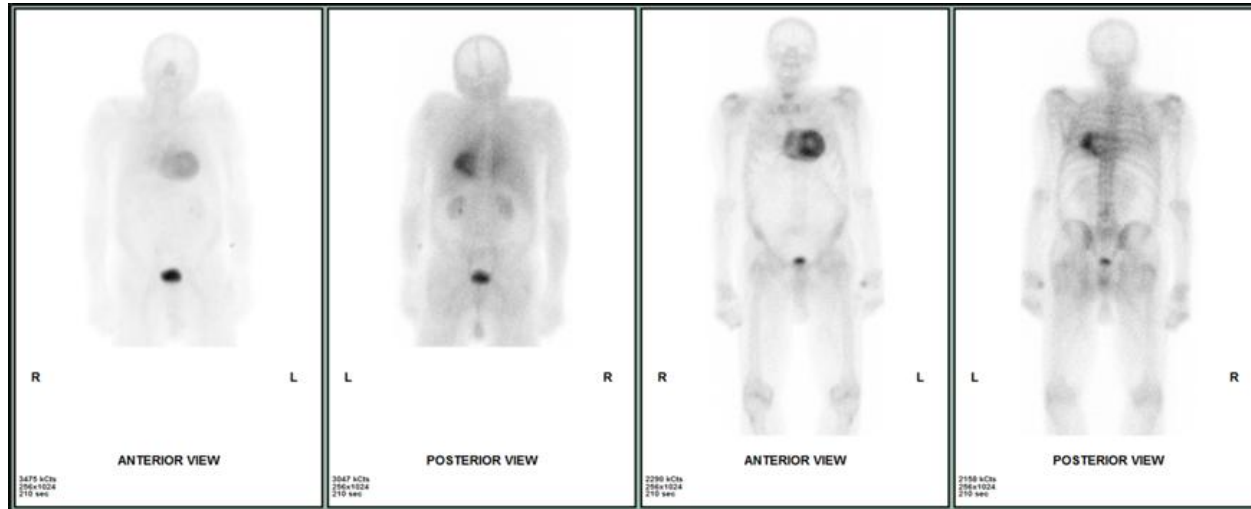 R L
ANTERIOR VIEW
3475 kCts
256x1024
210 sec
L R
POSTERIOR VIEW
3047 kCts
256x1024
210 sec
R L
ANTERIOR VIEW
2290 kCts
256x1024
210 sec
L R
POSTERIOR VIEW
2150 kCts
256x1024
210 sec